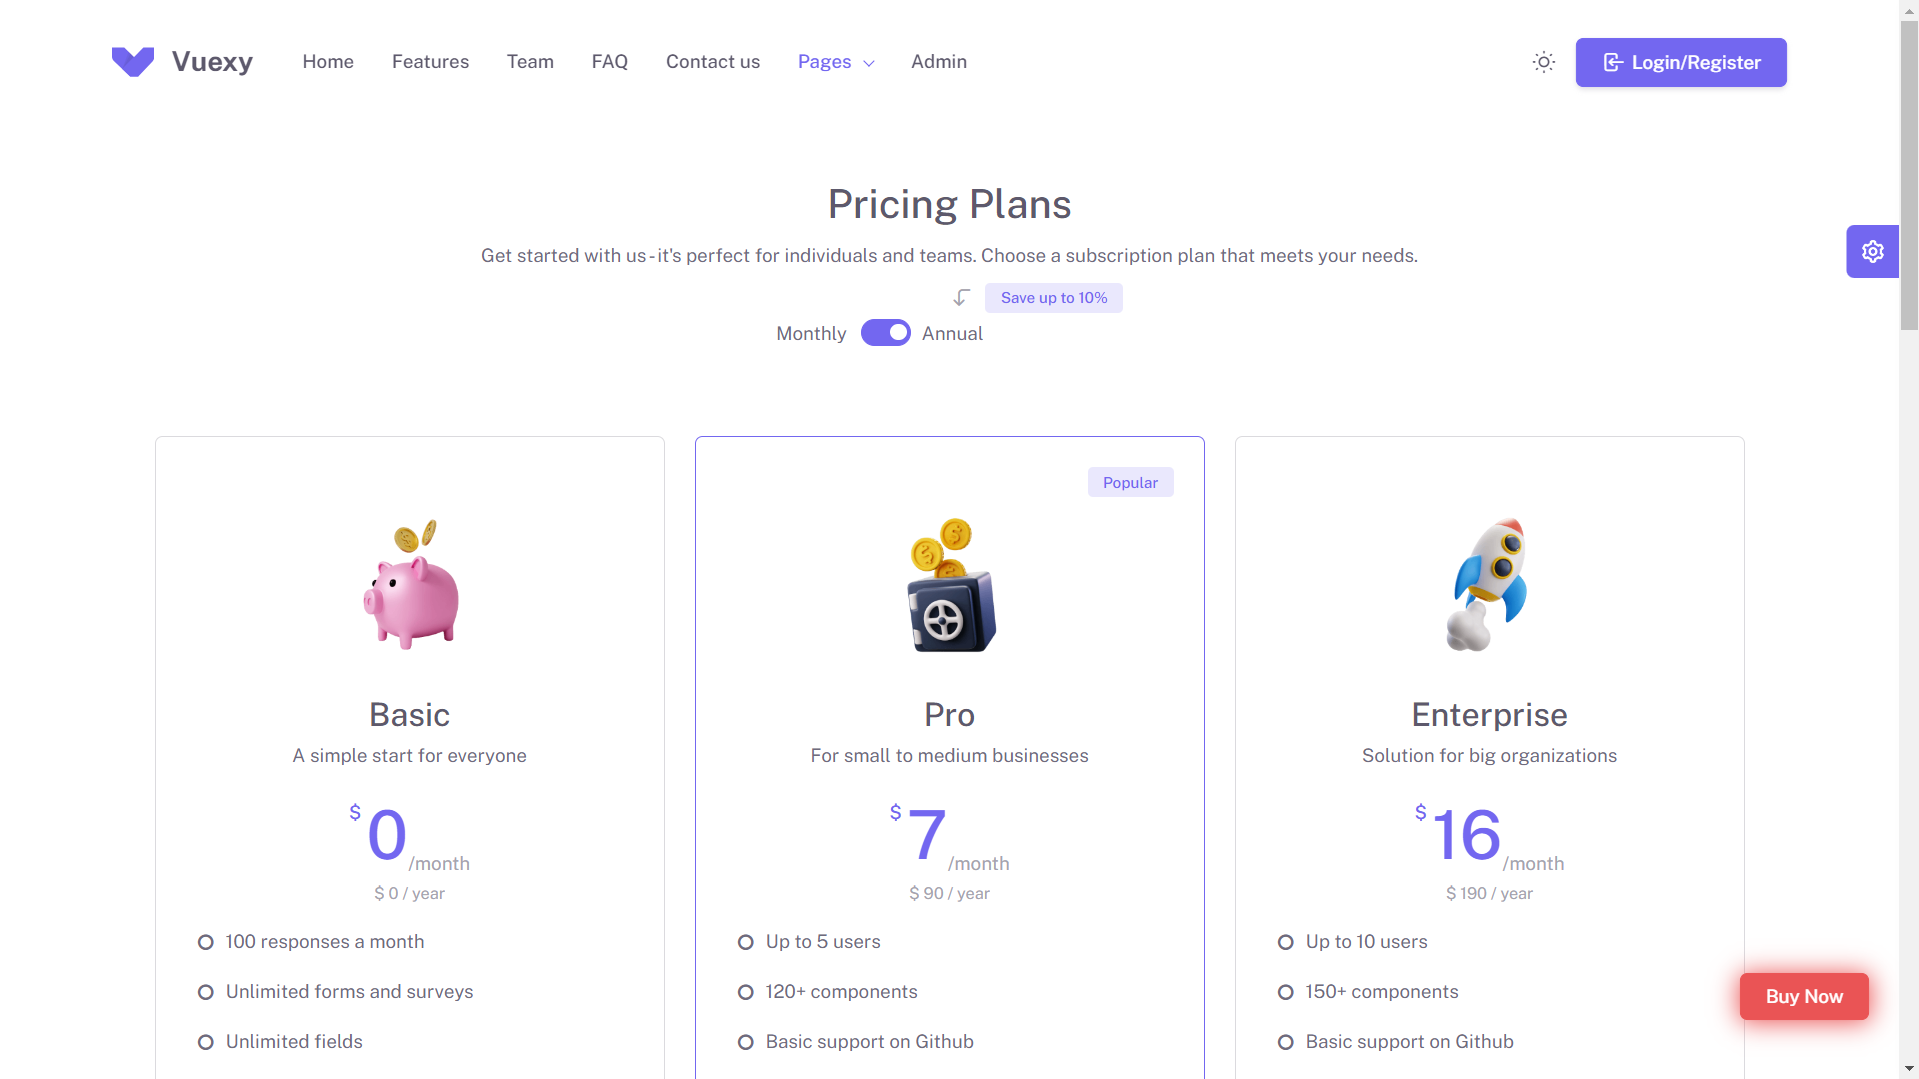 Vuexy
Home
Features
Team
FAQ
Contact us
Pages
Admin
Login/Register
Pricing Plans
Get started with us - it's perfect for individuals and teams. Choose a subscription plan that meets your needs.
Save up to 10%
Monthly
Annual
Basic
A simple start for everyone
$ 0 /month
$ 0 / year
100 responses a month
Unlimited forms and surveys
Unlimited fields
Popular
Pro
For small to medium businesses
$ 7 /month
$ 90 / year
Up to 5 users
120+ components
Basic support on Github
Enterprise
Solution for big organizations
$ 16 /month
$ 190 / year
Up to 10 users
150+ components
Basic support on Github
Buy Now